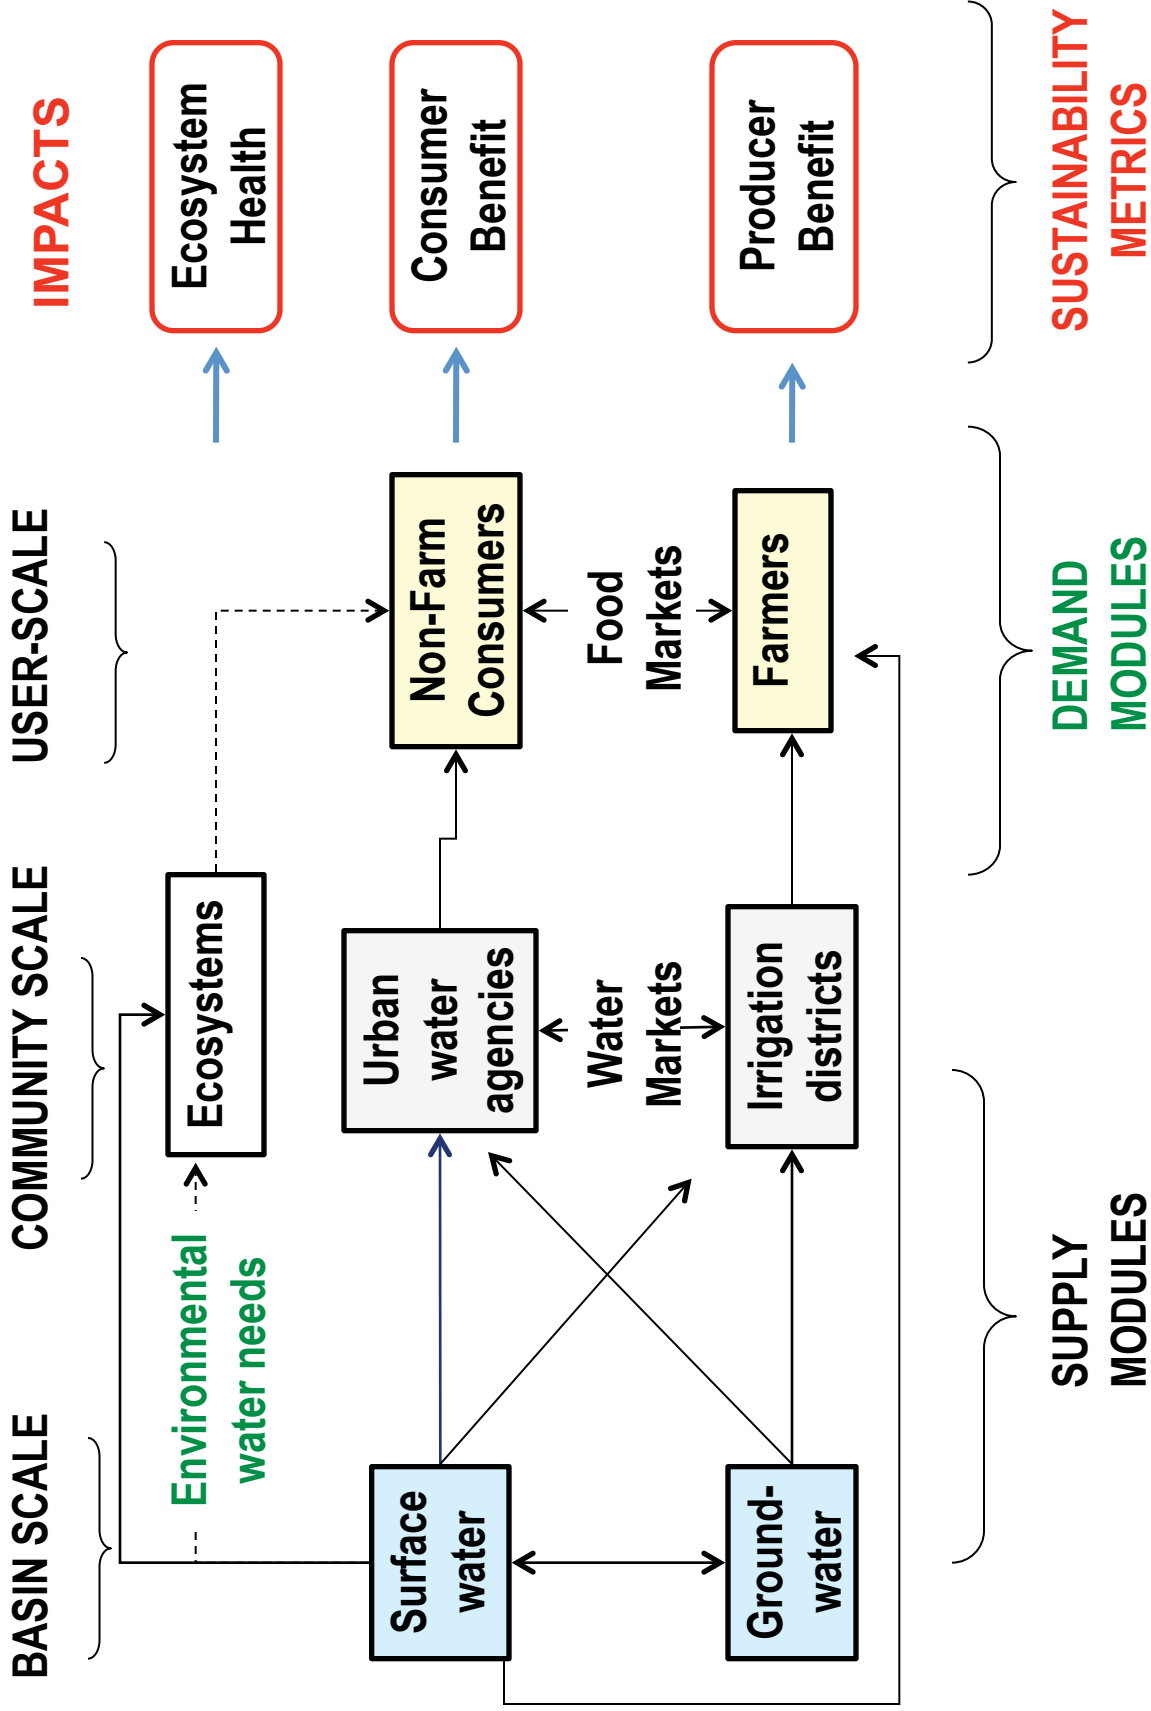 BASIN SCALE
COMMUNITY SCALE
USER-SCALE
IMPACTS
Environmental
water needs
Ecosystems
Ecosystem
Health
Surface
water
Urban
water
agencies
Non-Farm
Consumers
Consumer
Benefit
Water
Markets
Food
Markets
Ground-
water
Irrigation
districts
Farmers
Producer
Benefit
SUPPLY
MODULES
DEMAND
MODULES
SUSTAINABILITY
METRICS